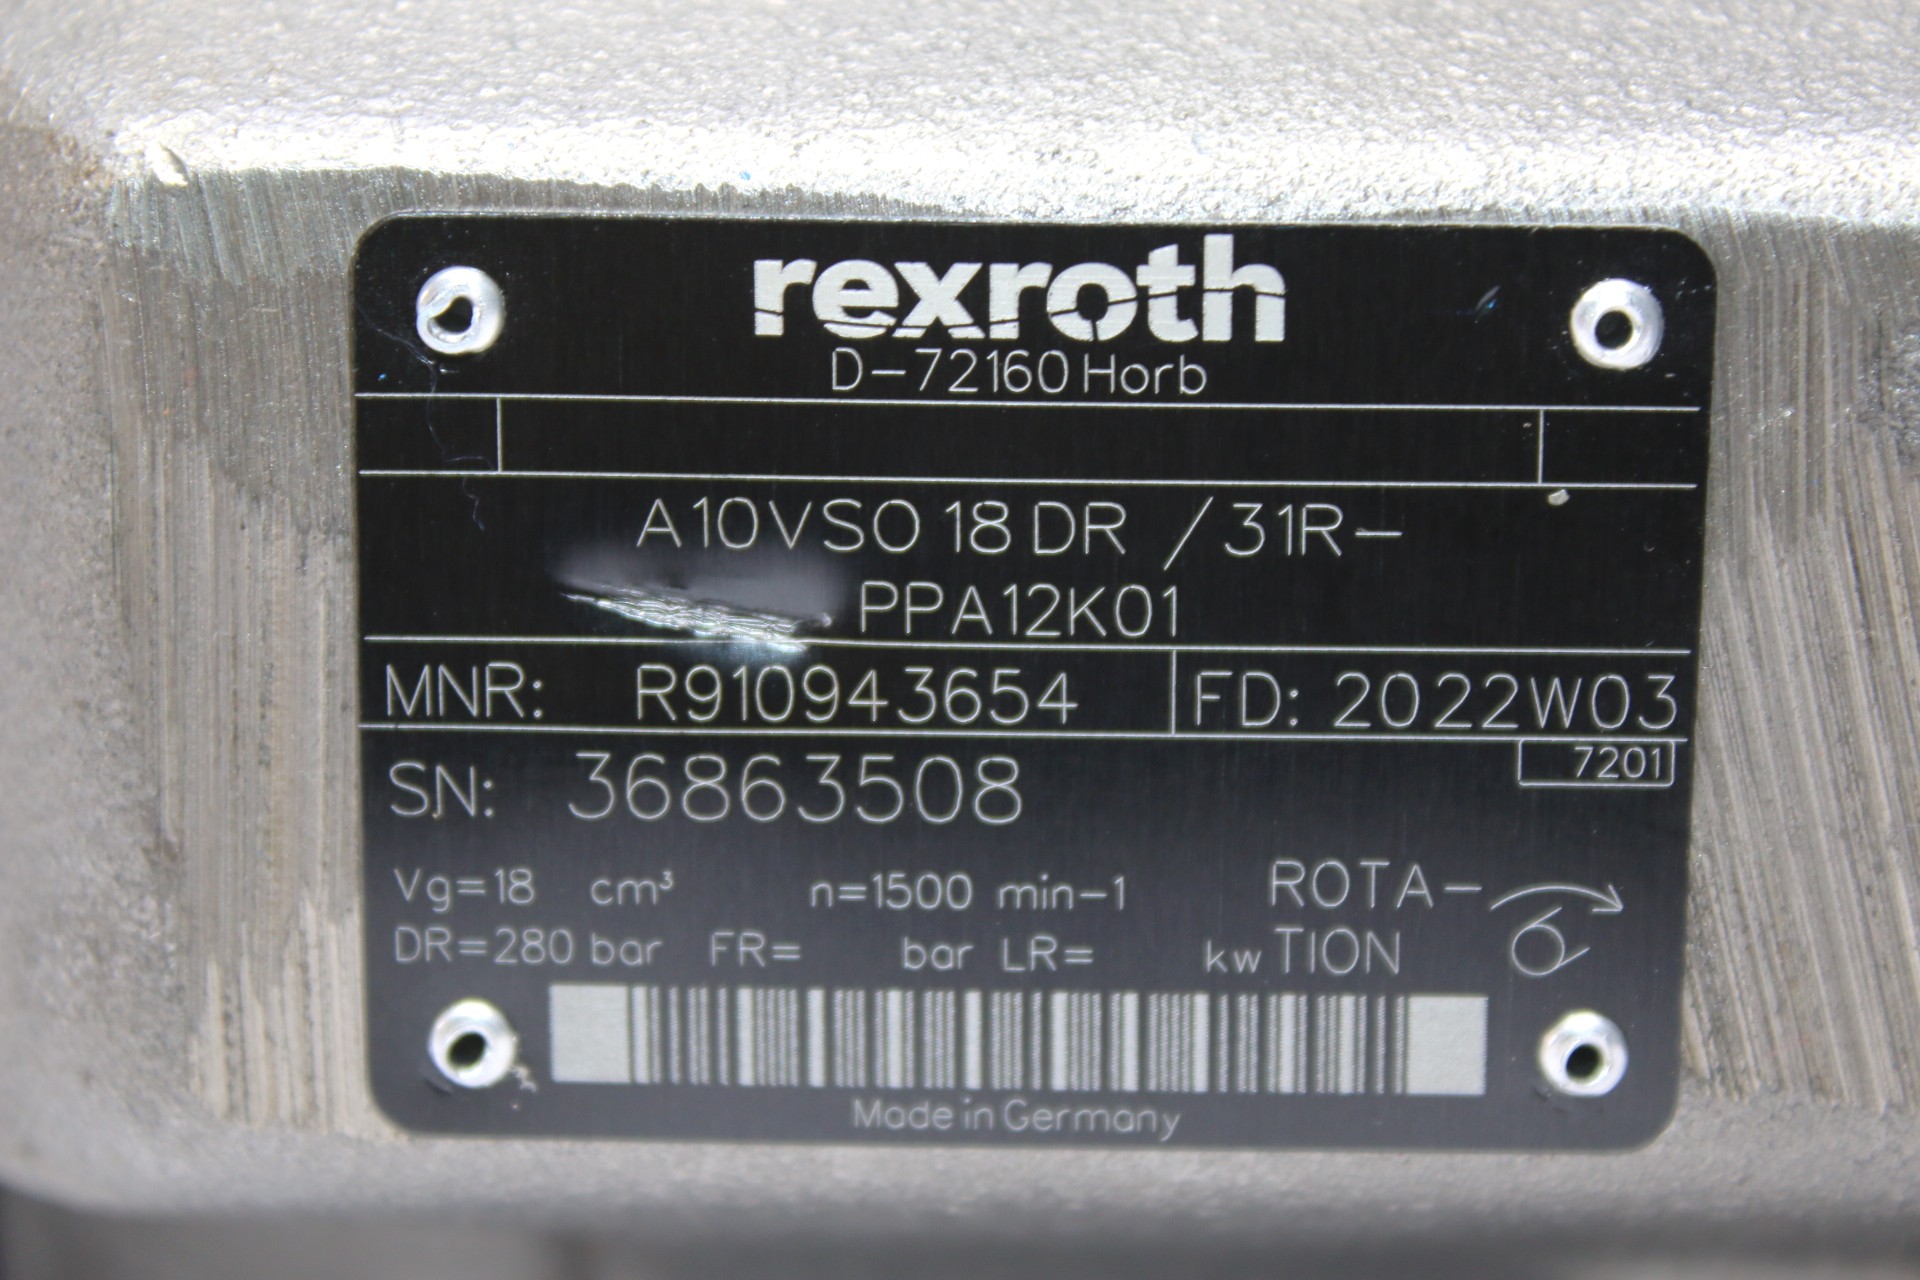 rexroth
D-72160 Horb
A10VSO 18 DR /31R-
PPA12K01
MNR: R910943654 FD: 2022W03
7201
SN: 36863508
Vg=18 cm³ n=1500 min-1 ROTA-
DR=280 bar FR= bar LR= kw TION
Made in Germany